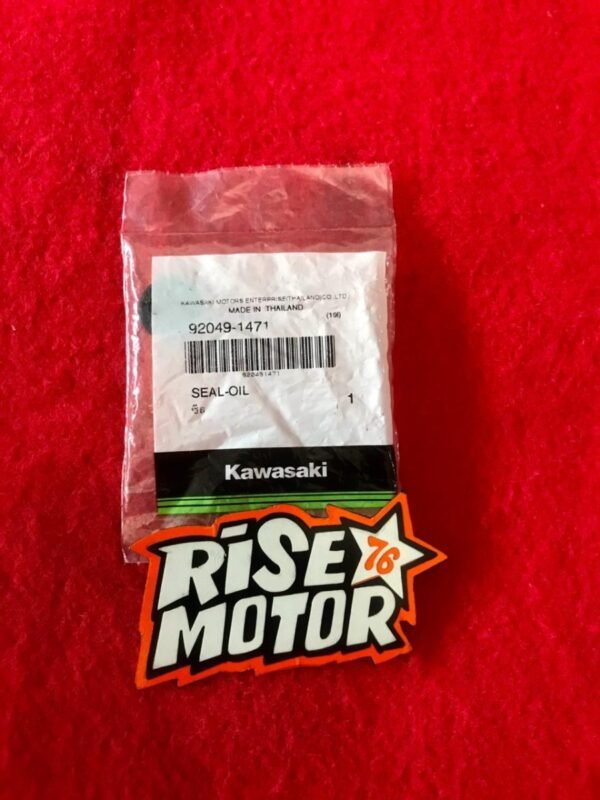 KAWASAKI MOTORS ENTERPRISE(THAILAND)CO.,LTD.
MADE IN THAILAND
(19)
92049-1471
920491471
SEAL-OIL
1
Kawasaki
RiSE 76
MOTOR